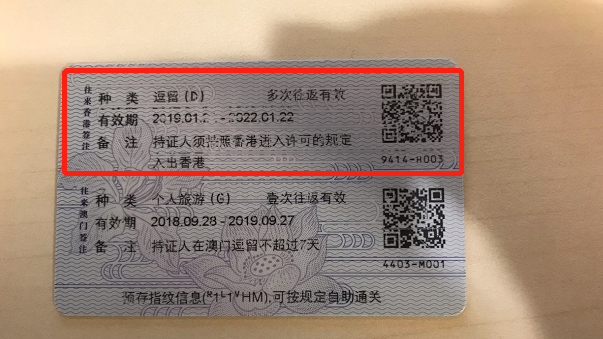 往来香港签注
种 类 逗留(D) 多次往返有效
有效期 2019.01.2 - 2022.01.22
备 注 持证人须按照香港进入许可的规定
入出香港
9414-H003
往来澳门签注
种 类 个人旅游(G) 壹次往返有效
有效期 2018.09.28 - 2019.09.27
备 注 持证人在澳门逗留不超过7天
4403-M001
预存指纹信息( HM),可按规定自助通关